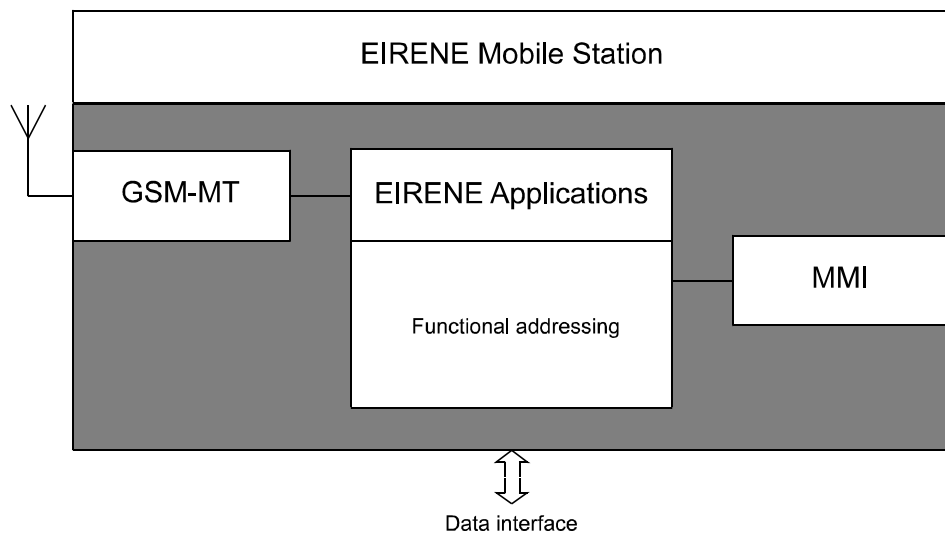 EIRENE Mobile Station
GSM-MT
EIRENE Applications
MMI
Functional addressing
Data interface